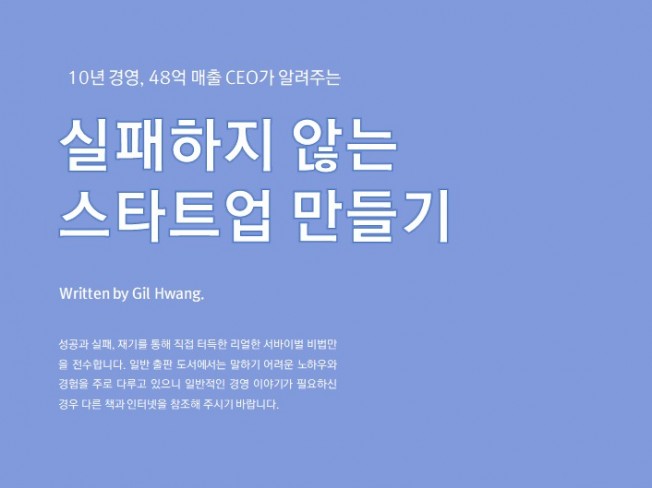 10년 경영, 48억 매출 CEO가 알려주는
실패하지 않는
스타트업 만들기
Written by Gil Hwang.
성공과 실패, 재기를 통해 직접 터득한 리얼한 서바이벌 비법만
을 전수합니다. 일반 출판 도서에서는 말하기 어려운 노하우와
경험을 주로 다루고 있으니 일반적인 경영 이야기가 필요하신
경우 다른 책과 인터넷을 참조해 주시기 바랍니다.